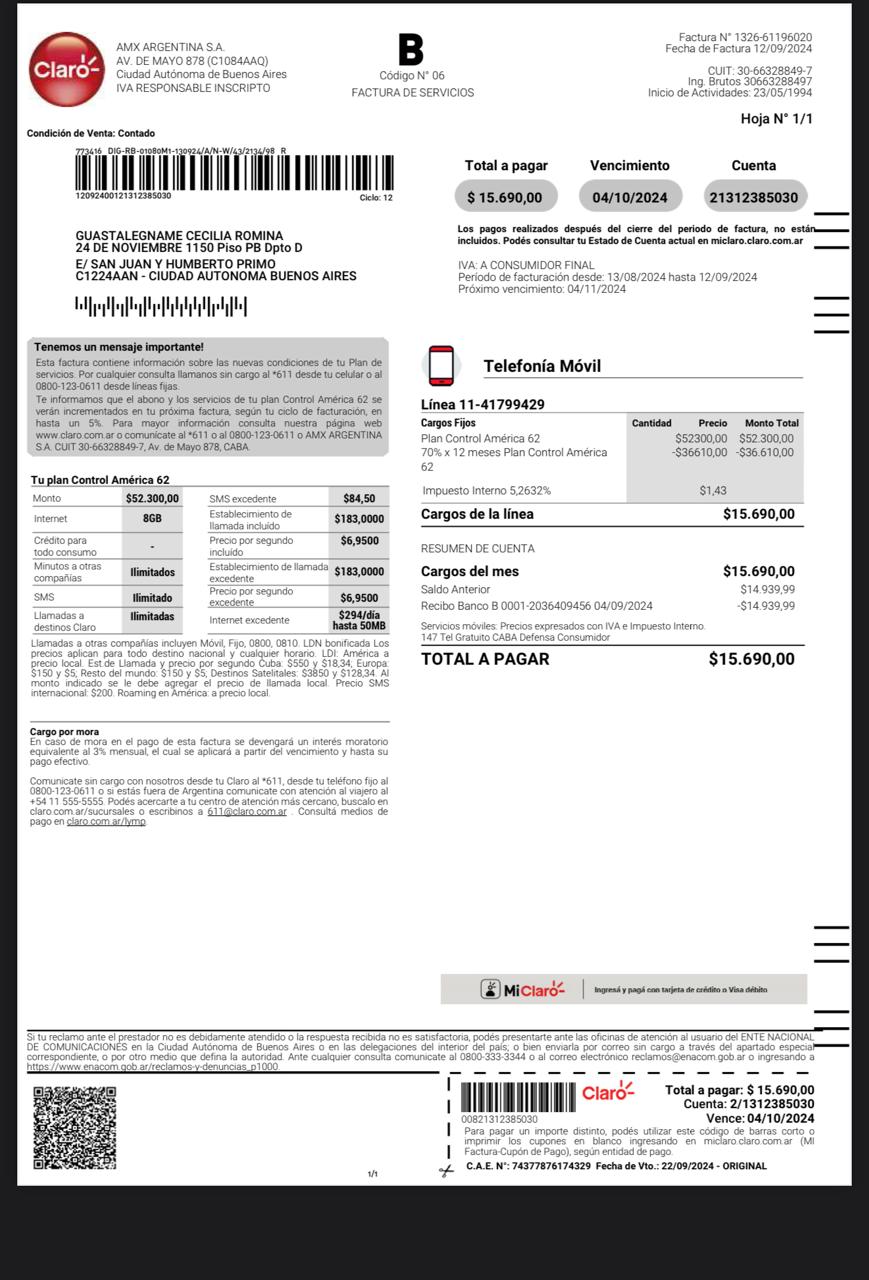 Claro
AMX ARGENTINA S.A.
AV. DE MAYO 878 (C1084AAQ)
Ciudad Autónoma de Buenos Aires
IVA RESPONSABLE INSCRIPTO
B
Código N° 06
FACTURA DE SERVICIOS
Factura N° 1326-61196020
Fecha de Factura 12/09/2024
CUIT: 30-66328849-7
Ing. Brutos 30663288497
Inicio de Actividades: 23/05/1994
Hoja N° 1/1
Condición de Venta: Contado
773416 DIG-RB-01080M1-130924/A/N-W/43/2134/98 R
12092400121312385030
Ciclo: 12
GUASTALEGNAME CECILIA ROMINA
24 DE NOVIEMBRE 1150 Piso PB Dpto D
E/ SAN JUAN Y HUMBERTO PRIMO
C1224AAN - CIUDAD AUTONOMA BUENOS AIRES
Total a pagar Vencimiento Cuenta
$ 15.690,00 04/10/2024 21312385030
Los pagos realizados después del cierre del periodo de factura, no están
incluidos. Podés consultar tu Estado de Cuenta actual en miclaro.claro.com.ar
IVA: A CONSUMIDOR FINAL
Período de facturación desde: 13/08/2024 hasta 12/09/2024
Próximo vencimiento: 04/11/2024
Tenemos un mensaje importante!
Esta factura contiene información sobre las nuevas condiciones de tu Plan de
servicios. Por cualquier consulta llamanos sin cargo al *611 desde tu celular o al
0800-123-0611 desde líneas fijas.
Te informamos que el abono y los servicios de tu plan Control América 62 se
verán incrementados en tu próxima factura, según tu ciclo de facturación, en
hasta un 5%. Para mayor información consulta nuestra página web
www.claro.com.ar o comunícate al *611 o al 0800-123-0611 o AMX ARGENTINA
S.A. CUIT 30-66328849-7, Av. de Mayo 878, CABA.
Tu plan Control América 62
Monto $52.300,00 SMS excedente $84,50
Internet 8GB Establecimiento de
llamada incluído $183,0000
Crédito para
todo consumo - Precio por segundo
incluído $6,9500
Minutos a otras
compañías Ilimitados Establecimiento de llamada
excedente $183,0000
SMS Ilimitado Precio por segundo
excedente $6,9500
Llamadas a
destinos Claro Ilimitadas Internet excedente $294/día
hasta 50MB
Llamadas a otras compañías incluyen Móvil, Fijo, 0800, 0810. LDN bonificada Los
precios aplican para todo destino nacional y cualquier horario. LDI: América a
precio local. Est.de Llamada y precio por segundo Cuba: $550 y $18,34; Europa:
$150 y $5; Resto del mundo: $150 y $5; Destinos Satelitales: $3850 y $128,34. Al
monto indicado se le debe agregar el precio de llamada local. Precio SMS
internacional: $200. Roaming en América: a precio local.
Cargo por mora
En caso de mora en el pago de esta factura se devengará un interés moratorio
equivalente al 3% mensual, el cual se aplicará a partir del vencimiento y hasta su
pago efectivo.
Comunicate sin cargo con nosotros desde tu Claro al *611, desde tu teléfono fijo al
0800-123-0611 o si estás fuera de Argentina comunicate con atención al viajero al
+54 11 555-5555. Podés acercarte a tu centro de atención más cercano, buscalo en
claro.com.ar/sucursales o escribinos a 611@claro.com.ar . Consultá medios de
pago en claro.com.ar/lymp.
Telefonía Móvil
Línea 11-41799429
Cargos Fijos Cantidad Precio Monto Total
Plan Control América 62 $52300,00 $52.300,00
70% x 12 meses Plan Control América
62 -$36610,00 -$36.610,00
Impuesto Interno 5,2632% $1,43
Cargos de la línea $15.690,00
RESUMEN DE CUENTA
Cargos del mes $15.690,00
Saldo Anterior $14.939,99
Recibo Banco B 0001-2036409456 04/09/2024 -$14.939,99
Servicios móviles: Precios expresados con IVA e Impuesto Interno.
147 Tel Gratuito CABA Defensa Consumidor
TOTAL A PAGAR $15.690,00
Mi Claro Ingresá y pagá con tarjeta de crédito o Visa débito
Si tu reclamo ante el prestador no es debidamente atendido o la respuesta recibida no es satisfactoria, podés presentarte ante las oficinas de atención al usuario del ENTE NACIONAL
DE COMUNICACIONES en la Ciudad Autónoma de Buenos Aires o en las delegaciones del interior del país; o bien enviarla por correo sin cargo a través del apartado especial
correspondiente, o por otro medio que defina la autoridad. Ante cualquier consulta comunicate al 0800-333-3344 o al correo electrónico reclamos@enacom.gob.ar o ingresando a
https://www.enacom.gob.ar/reclamos-y-denuncias_p1000.
Claro
00821312385030
Total a pagar: $ 15.690,00
Cuenta: 2/1312385030
Vence: 04/10/2024
Para pagar un importe distinto, podés utilizar este código de barras corto o
imprimir los cupones en blanco ingresando en miclaro.claro.com.ar (MI
Factura-Cupón de Pago), según entidad de pago.
C.A.E. N°: 74377876174329 Fecha de Vto.: 22/09/2024 - ORIGINAL
1/1